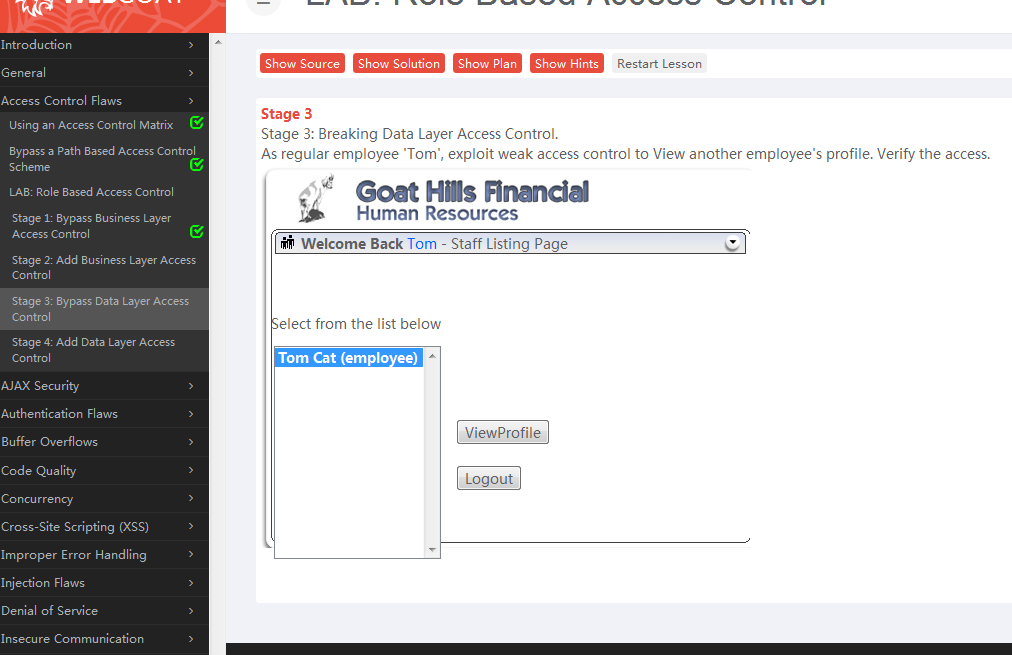 WEBGOAT
LAB: Role Based Access Control
Introduction
General
Access Control Flaws
Using an Access Control Matrix
Bypass a Path Based Access Control
Scheme
LAB: Role Based Access Control
Stage 1: Bypass Business Layer
Access Control
Stage 2: Add Business Layer Access
Control
Stage 3: Bypass Data Layer Access
Control
Stage 4: Add Data Layer Access
Control
AJAX Security
Authentication Flaws
Buffer Overflows
Code Quality
Concurrency
Cross-Site Scripting (XSS)
Improper Error Handling
Injection Flaws
Denial of Service
Insecure Communication
Show Source Show Solution Show Plan Show Hints Restart Lesson
Stage 3
Stage 3: Breaking Data Layer Access Control.
As regular employee 'Tom', exploit weak access control to View another employee's profile. Verify the access.
Goat Hills Financial
Human Resources
Welcome Back Tom - Staff Listing Page
Select from the list below
Tom Cat (employee)
ViewProfile
Logout